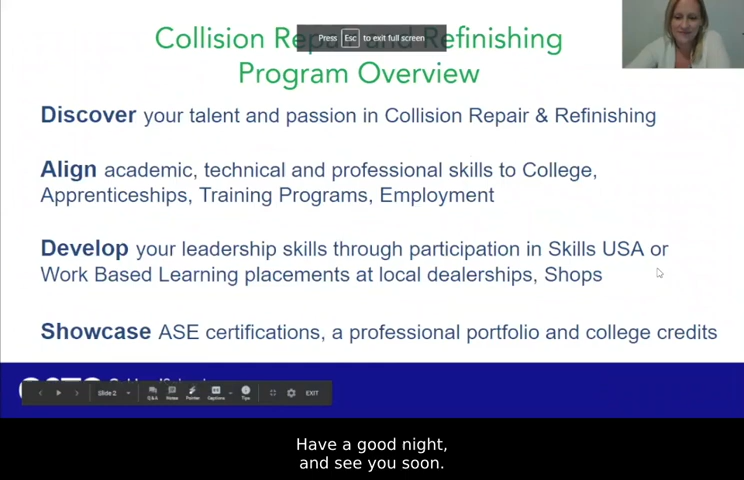 Collision Re and Refinishing
Press Esc to exit full screen
Program Overview
Discover your talent and passion in Collision Repair & Refinishing
Align academic, technical and professional skills to College,
Apprenticeships, Training Programs, Employment
Develop your leadership skills through participation in Skills USA or
Work Based Learning placements at local dealerships, Shops
Showcase ASE certifications, a professional portfolio and college credits
Slide 2
Q&A
Notes
Pointer
Captions
Tips
EXIT
Have a good night,
and see you soon.